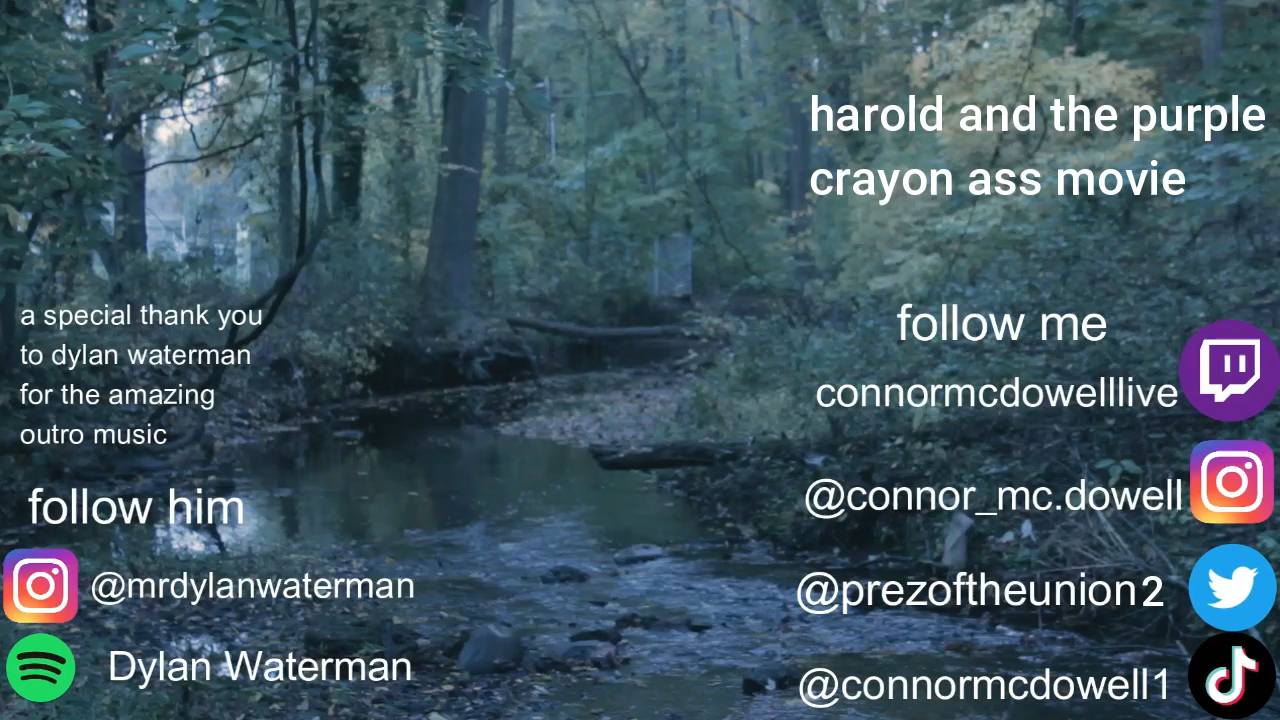 harold and the purple
crayon ass movie
a special thank you
to dylan waterman
for the amazing
outro music
follow him
@mrdylanwaterman
Dylan Waterman
follow me
connormcdowelllive
@connor_mc.dowell
@prezoftheunion2
@connormcdowell1